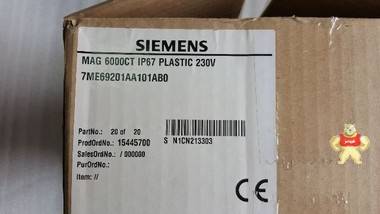 SIEMENS
MAG 6000CT IP67 PLASTIC 230V
7ME69201AA101AB0
PartNo.: 20 of 20
ProdOrdNo.: 15445700 S N1CN213303
SalesOrdNo.: / 000000
PurOrdNo.:
Item: //
CE